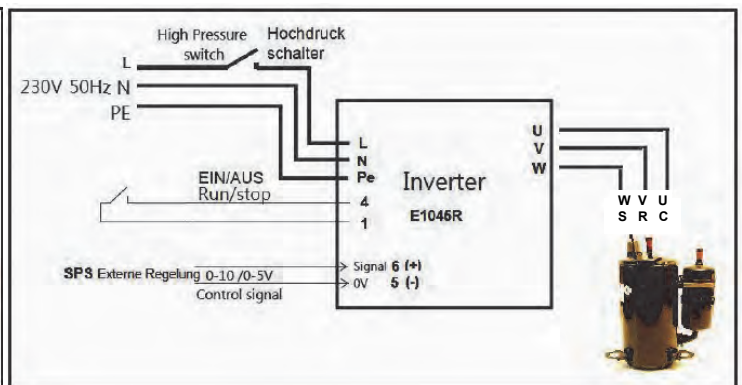 High Pressure switch
Hochdruck schalter
L
230V 50Hz N
PE
L
N
Pe
EIN/AUS
Run/stop
4
1
Inverter
E1045R
SPS Externe Regelung 0-10 /0-5V
Control signal
Signal 6 (+)
0V 5 (-)
U
V
W
W V U
S R C